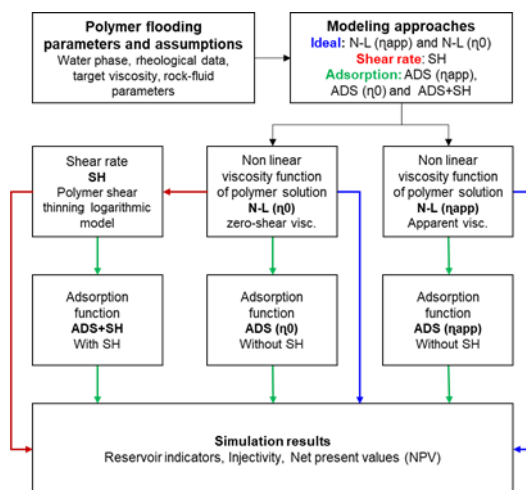 Polymer flooding
parameters and assumptions
Water phase, rheological data,
target viscosity, rock-fluid
parameters
Modeling approaches
Ideal: N-L (ηapp) and N-L (η0)
Shear rate: SH
Adsorption: ADS (ηapp),
ADS (η0) and ADS+SH
Shear rate
SH
Polymer shear
thinning logarithmic
model
Non linear
viscosity function
of polymer solution
N-L (η0)
zero-shear visc.
Non linear
viscosity function
of polymer solution
N-L (ηapp)
Apparent visc.
Adsorption
function
ADS+SH
With SH
Adsorption
function
ADS (η0)
Without SH
Adsorption
function
ADS (ηapp)
Without SH
Simulation results
Reservoir indicators, Injectivity, Net present values (NPV)